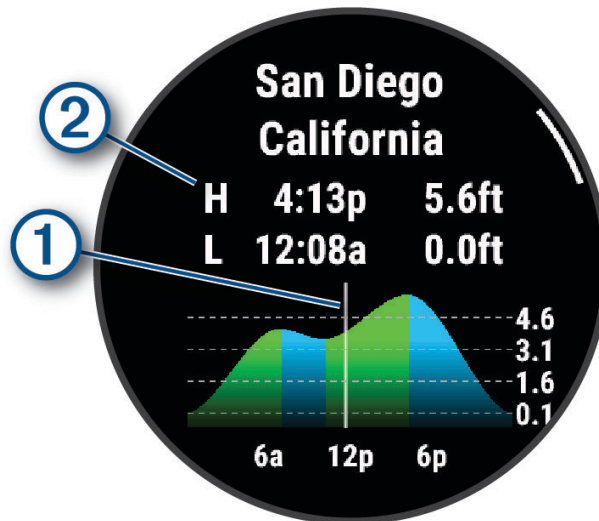 San Diego
California
2
H 4:13p 5.6ft
L 12:08a 0.0ft
1
4.6
3.1
1.6
0.1
6a 12p 6p